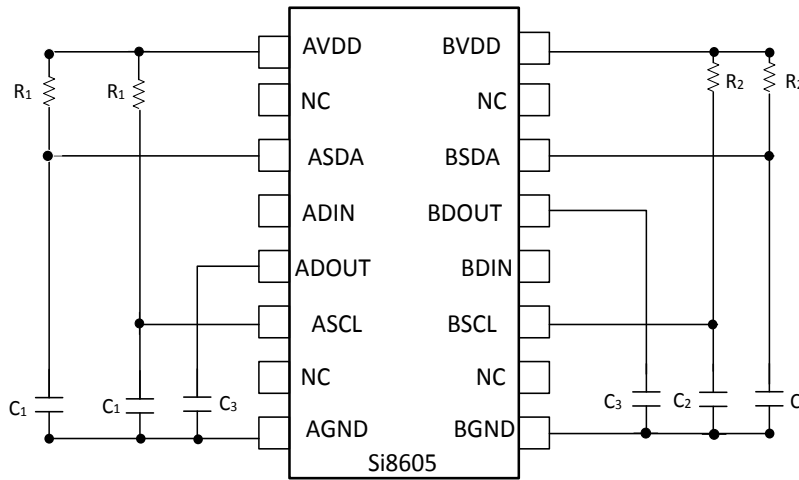 AVDD BVDD
R1 R1 R2 R2
NC NC
ASDA BSDA
ADIN BDOUT
ADOUT BDIN
ASCL BSCL
NC NC
C1 C1 C3 C3 C2 C
AGND BGND
Si8605